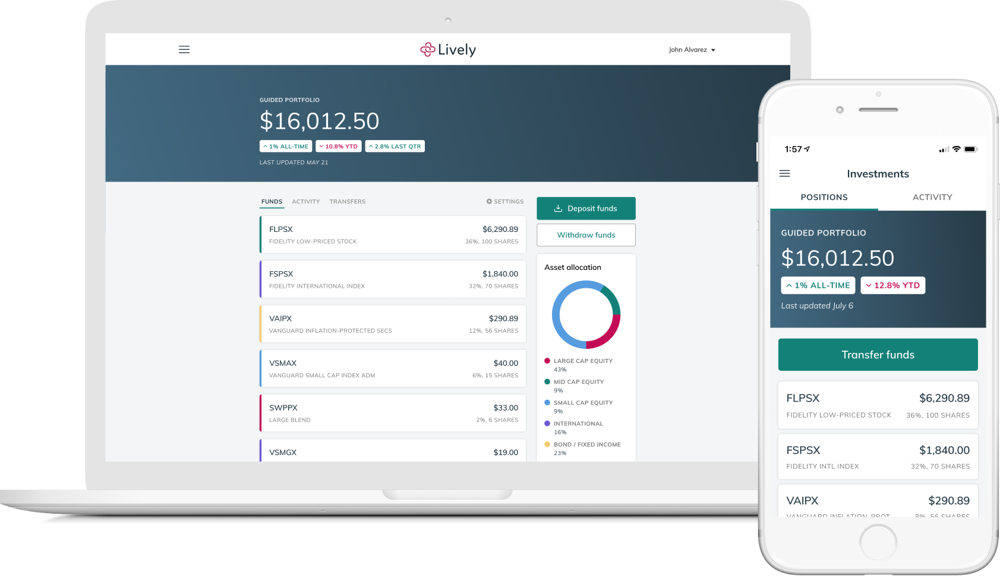 Lively
John Alvarez
GUIDED PORTFOLIO
$16,012.50
1% ALL-TIME 10.8% YTD 2.8% LAST QTR
LAST UPDATED MAY 21
FUNDS ACTIVITY TRANSFERS SETTINGS
FLPSX $6,290.89
FIDELITY LOW-PRICED STOCK 36%, 100 SHARES
FSPSX $1,840.00
FIDELITY INTERNATIONAL INDEX 32%, 70 SHARES
VAIPX $290.89
VANGUARD INFLATION-PROTECTED SECS 12%, 56 SHARES
VSMAX $40.00
VANGUARD SMALL CAP INDEX ADM 6%, 15 SHARES
SWPPX $33.00
LARGE BLEND 2%, 6 SHARES
VSMGX $19.00
Deposit funds
Withdraw funds
Asset allocation
LARGE CAP EQUITY
43%
MID CAP EQUITY
9%
SMALL CAP EQUITY
9%
INTERNATIONAL
16%
BOND / FIXED INCOME
23%
1:57
Investments
POSITIONS ACTIVITY
GUIDED PORTFOLIO
$16,012.50
1% ALL-TIME 12.8% YTD
Last updated July 6
Transfer funds
FLPSX $6,290.89
FIDELITY LOW-PRICED STOCK 36%, 100 SHARES
FSPSX $1,840.00
FIDELITY INTL INDEX 32%, 70 SHARES
VAIPX $290.89
VANGUARD INFLATION-PROT 8%, 56 SHARES